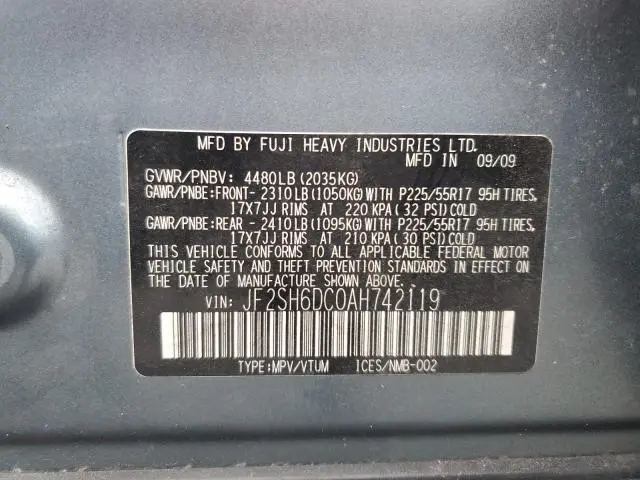 MFD BY FUJI HEAVY INDUSTRIES LTD.
MFD IN 09/09
GVWR/PNBV: 4480LB (2035KG)
GAWR/PNBE:FRONT- 2310LB (1050KG) WITH P225/55R17 95H TIRES,
17X7JJ RIMS AT 220 KPA ( 32 PSI) COLD
GAWR/PNBE:REAR - 2410LB (1095KG) WITH P225/55R17 95H TIRES,
17X7JJ RIMS AT 210 KPA ( 30 PSI) COLD
THIS VEHICLE CONFORMS TO ALL APPLICABLE FEDERAL MOTOR
VEHICLE SAFETY AND THEFT PREVENTION STANDARDS IN EFFECT ON
THE DATE OF MANUFACTURE SHOWN ABOVE.
VIN: JF2SH6DC0AH742119
TYPE:MPV/VTUM ICES/NMB-002